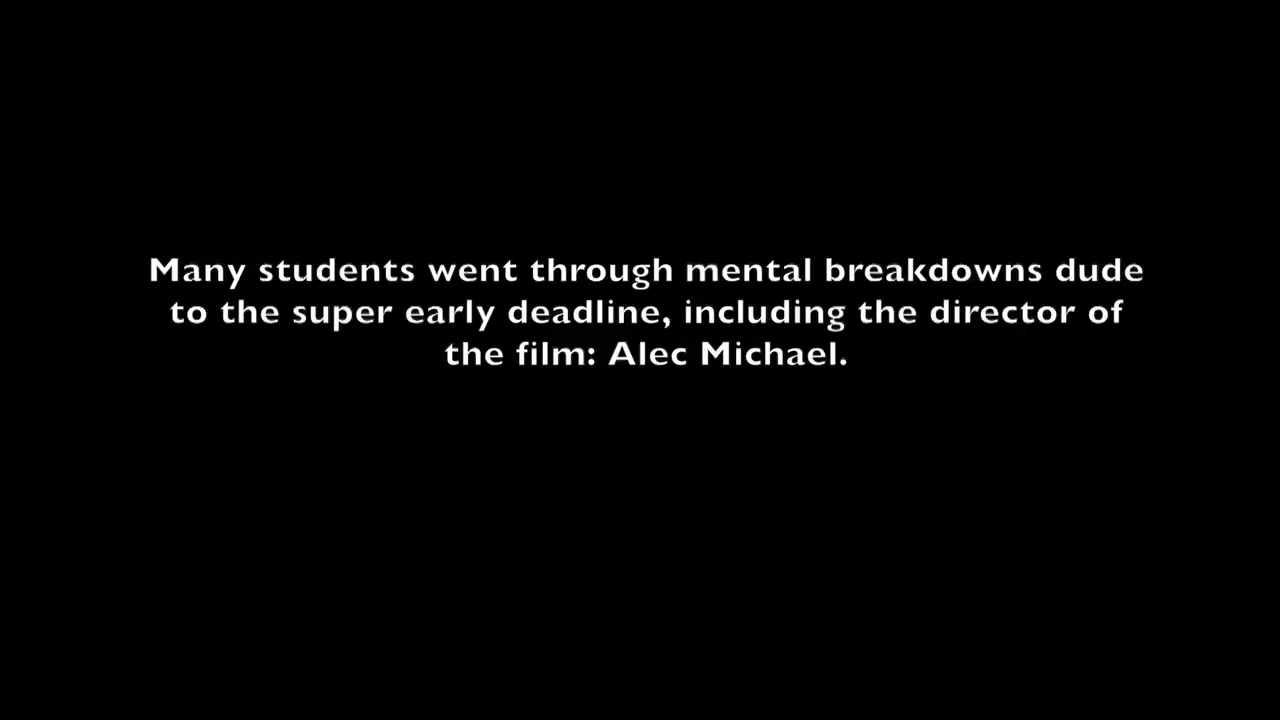 Many students went through mental breakdowns dude
to the super early deadline, including the director of
the film: Alec Michael.